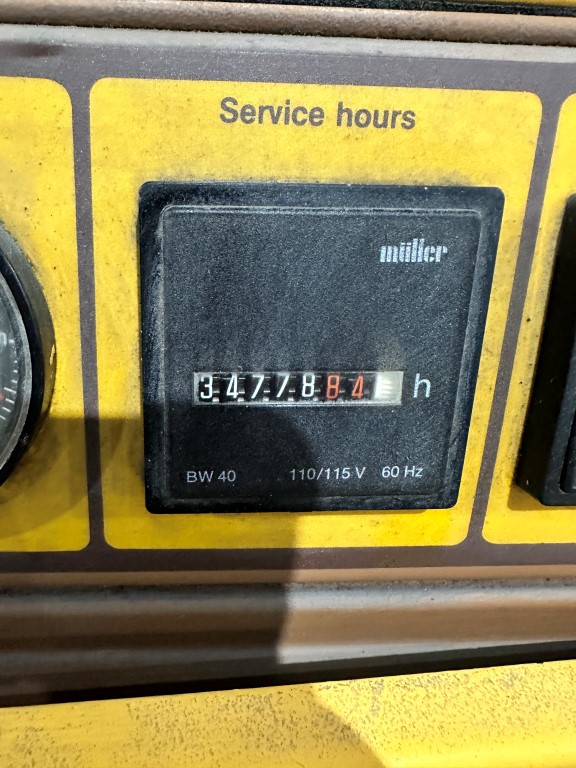 Service hours
müller
3477884 h
BW 40 110/115 V 60 Hz